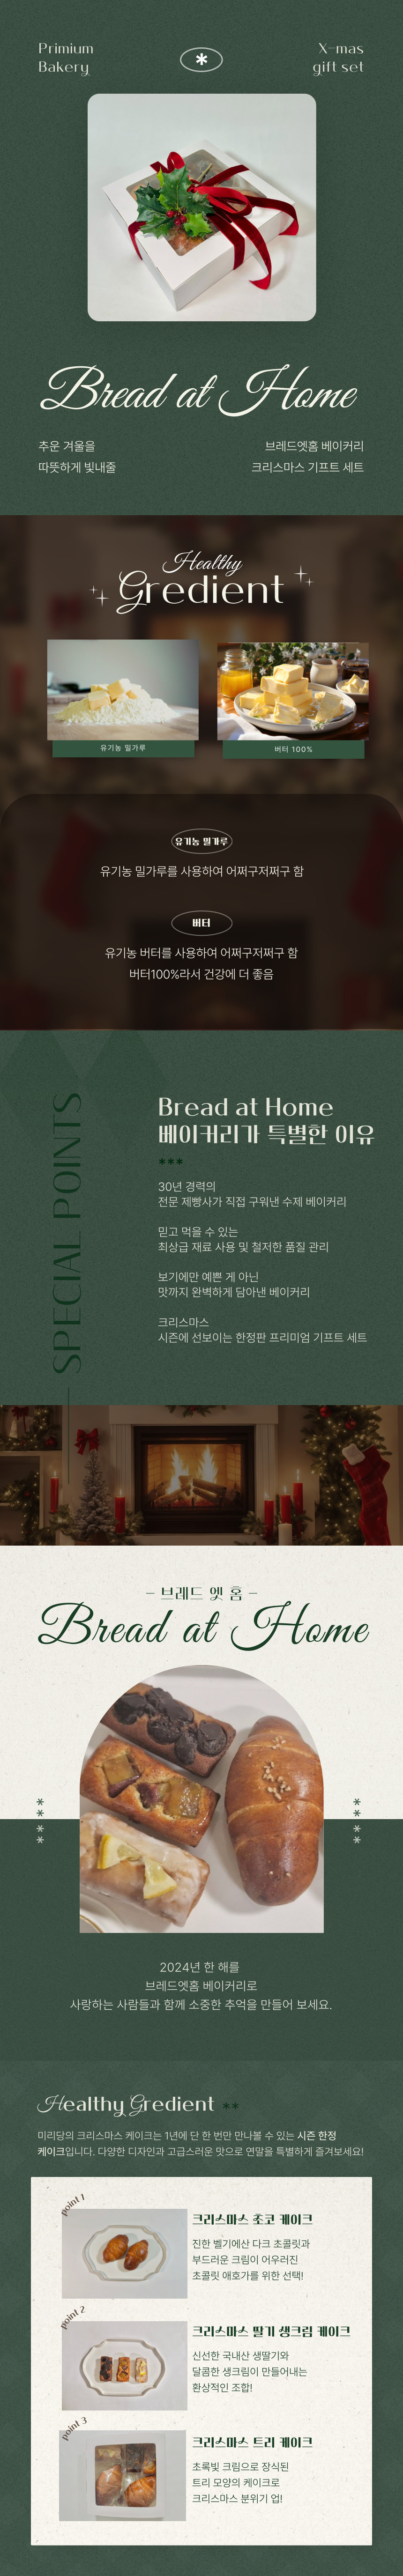 Primium
Bakery
*
X-mas
gift set
Bread at Home
추운 겨울을
따뜻하게 빛내줄
브레드엣홈 베이커리
크리스마스 기프트 세트
Healthy
Gredient
유기농 밀가루
버터 100%
유기농 밀가루
유기농 밀가루를 사용하여 어쩌구저쩌구 함
버터
유기농 버터를 사용하여 어쩌구저쩌구 함
버터100%라서 건강에 더 좋음
SPECIAL POINTS
Bread at Home
베이커리가 특별한 이유
***
30년 경력의
전문 제빵사가 직접 구워낸 수제 베이커리
믿고 먹을 수 있는
최상급 재료 사용 및 철저한 품질 관리
보기에만 예쁜 게 아닌
맛까지 완벽하게 담아낸 베이커리
크리스마스
시즌에 선보이는 한정판 프리미엄 기프트 세트
– 브래드 엣 홈 –
Bread at Home
** **
** **
2024년 한 해를
브레드엣홈 베이커리로
사랑하는 사람들과 함께 소중한 추억을 만들어 보세요.
Healthy Gredient **
미리당의 크리스마스 케이크는 1년에 단 한 번만 만나볼 수 있는 시즌 한정
케이크입니다. 다양한 디자인과 고급스러운 맛으로 연말을 특별하게 즐겨보세요!
point 1
크리스마스 초코 케이크
진한 벨기에산 다크 초콜릿과
부드러운 크림이 어우러진
초콜릿 애호가를 위한 선택!
point 2
크리스마스 딸기 생크림 케이크
신선한 국내산 생딸기와
달콤한 생크림이 만들어내는
환상적인 조합!
point 3
크리스마스 트리 케이크
초록빛 크림으로 장식된
트리 모양의 케이크로
크리스마스 분위기 업!